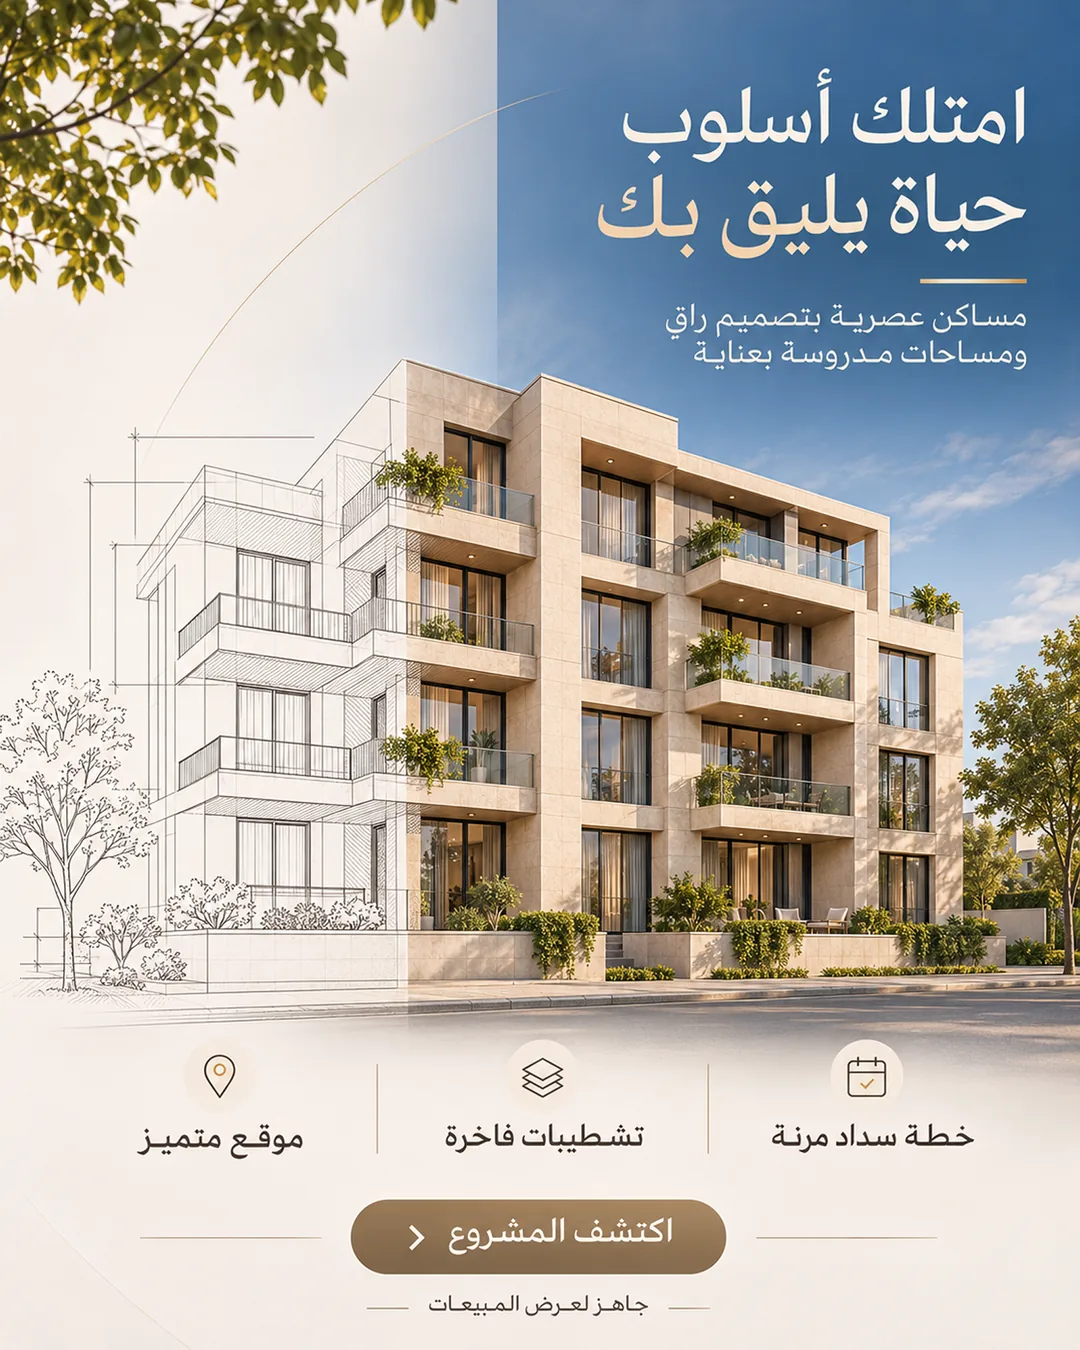 امتلك أسلوب
حياة يليق بك
مساكن عصرية بتصميم راقٍ
ومساحات مدروسة بعناية
خطة سداد مرنة
تشطيبات فاخرة
موقع متميز
اكتشف المشروع
جاهز لعرض المبيعات